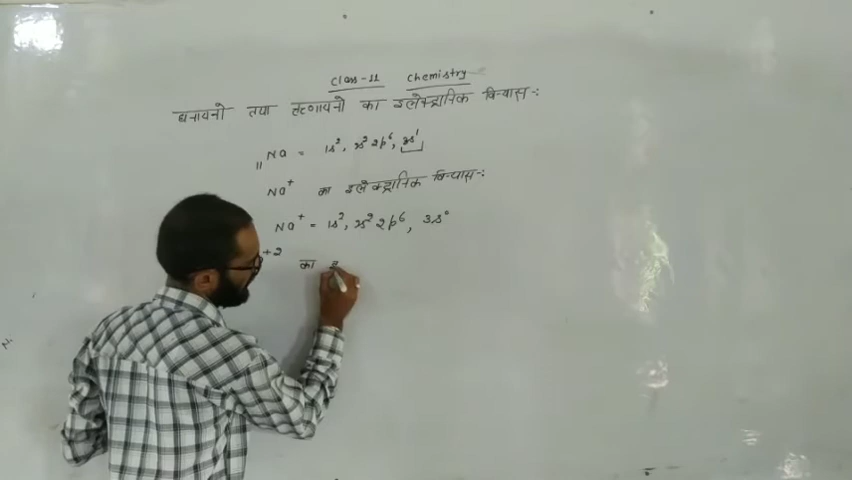 Class-11 Chemistry
धनायनो तथा ऋणायनो का इलेक्ट्रानिक विन्यास:-
₁₁Na = 1s², 2s² 2p⁶, 3s¹
Na⁺ का इलेक्ट्रानिक विन्यास:-
Na⁺ = 1s², 2s² 2p⁶, 3s⁰
⁺² का इ